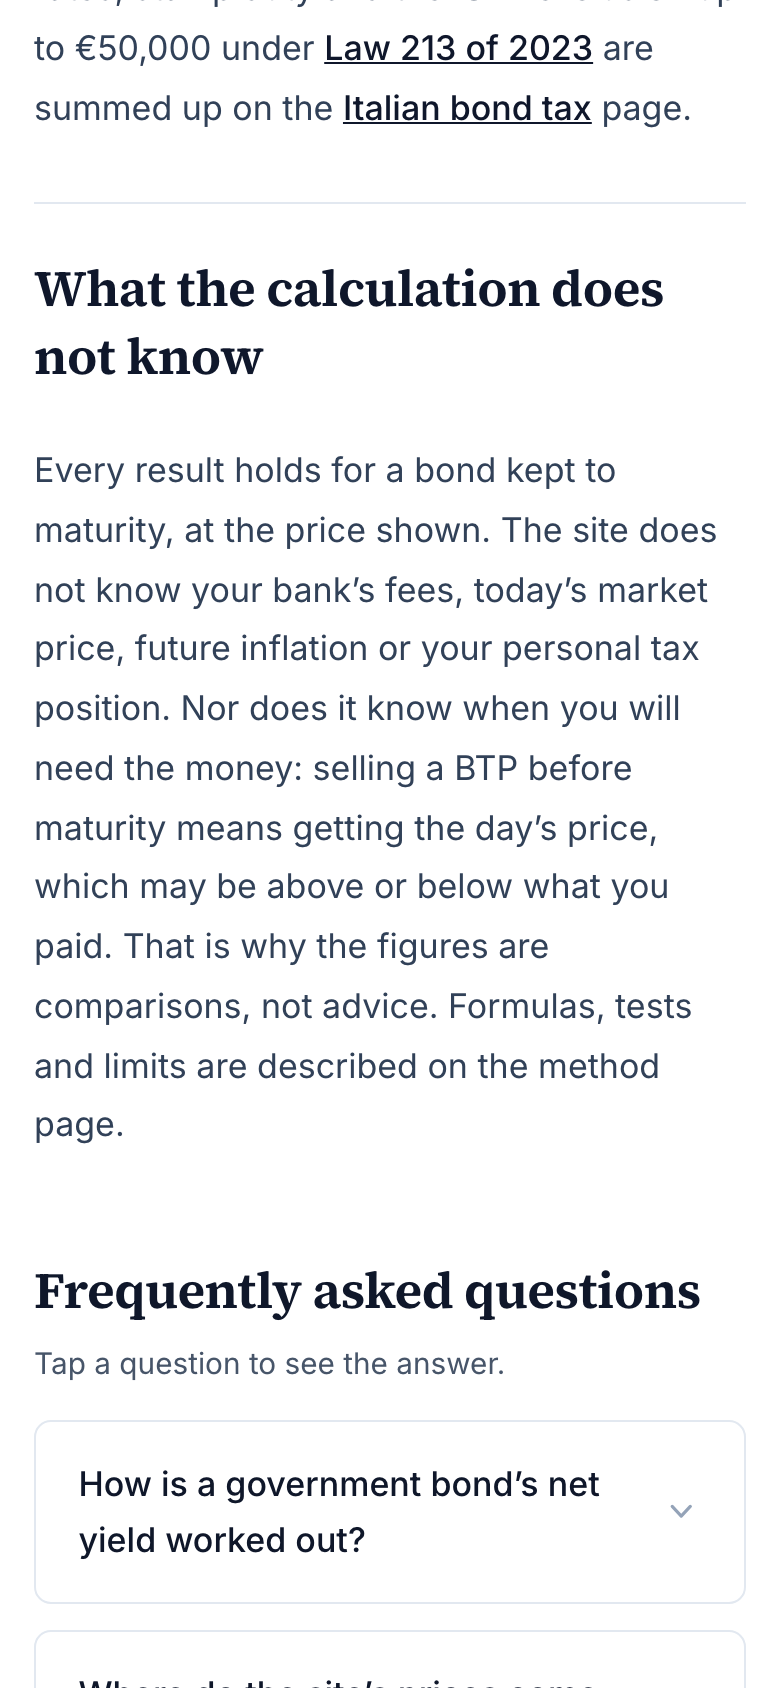 to €50,000 under Law 213 of 2023 are
summed up on the Italian bond tax page.
What the calculation does
not know
Every result holds for a bond kept to
maturity, at the price shown. The site does
not know your bank’s fees, today’s market
price, future inflation or your personal tax
position. Nor does it know when you will
need the money: selling a BTP before
maturity means getting the day’s price,
which may be above or below what you
paid. That is why the figures are
comparisons, not advice. Formulas, tests
and limits are described on the method
page.
Frequently asked questions
Tap a question to see the answer.
How is a government bond’s net
yield worked out?
Where do the site’s prices come